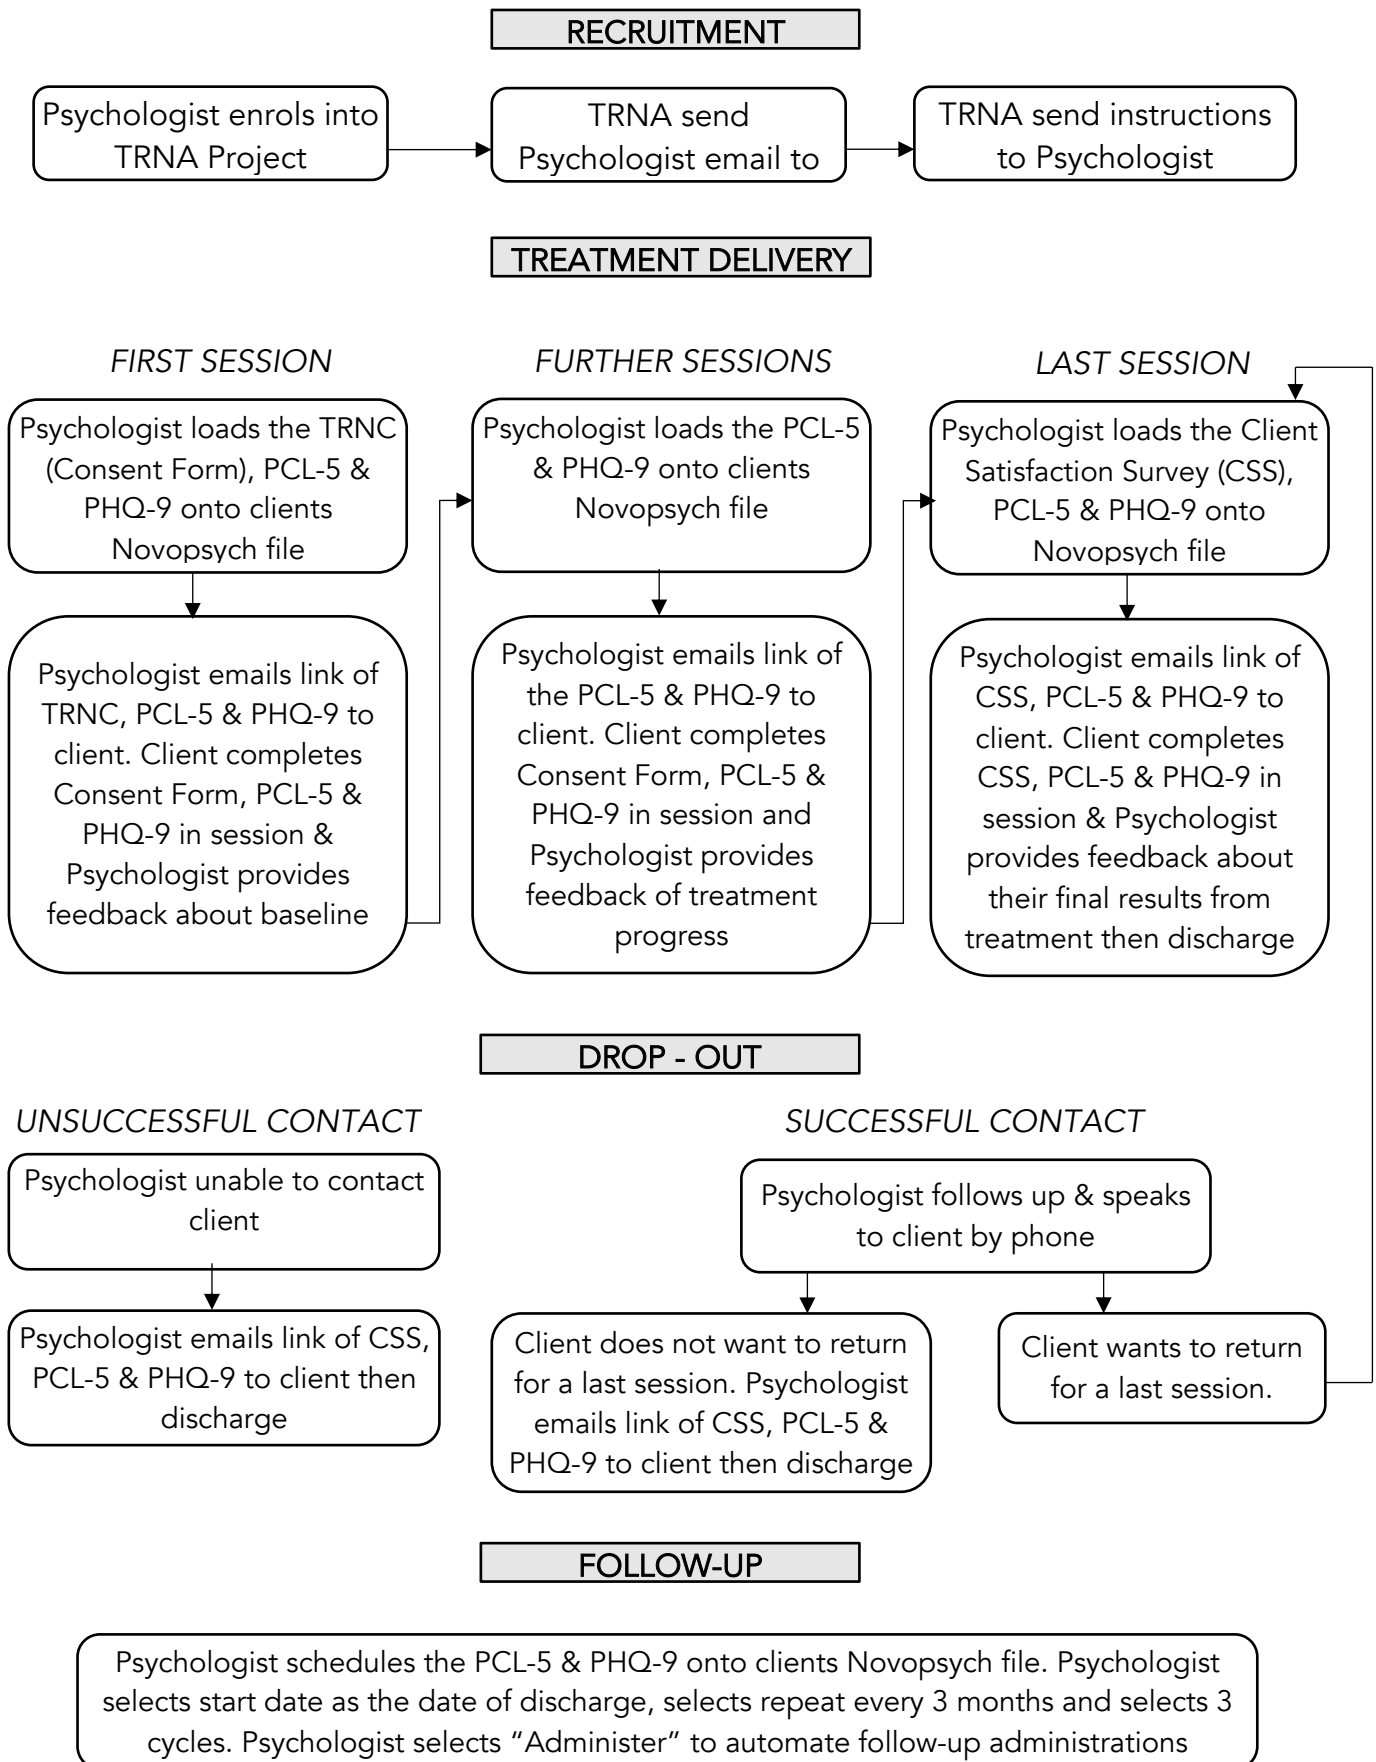 RECRUITMENT
Psychologist enrols into
TRNA Project
TRNA send
Psychologist email to
TRNA send instructions
to Psychologist
TREATMENT DELIVERY
FIRST SESSION
Psychologist loads the TRNC
(Consent Form), PCL-5 &
PHQ-9 onto clients
Novopsych file
Psychologist emails link of
TRNC, PCL-5 & PHQ-9 to
client. Client completes
Consent Form, PCL-5 &
PHQ-9 in session &
Psychologist provides
feedback about baseline
FURTHER SESSIONS
Psychologist loads the PCL-5
& PHQ-9 onto clients
Novopsych file
Psychologist emails link of
the PCL-5 & PHQ-9 to
client. Client completes
Consent Form, PCL-5 &
PHQ-9 in session and
Psychologist provides
feedback of treatment
progress
LAST SESSION
Psychologist loads the Client
Satisfaction Survey (CSS),
PCL-5 & PHQ-9 onto
Novopsych file
Psychologist emails link of
CSS, PCL-5 & PHQ-9 to
client. Client completes
CSS, PCL-5 & PHQ-9 in
session & Psychologist
provides feedback about
their final results from
treatment then discharge
DROP - OUT
UNSUCCESSFUL CONTACT
Psychologist unable to contact
client
Psychologist emails link of CSS,
PCL-5 & PHQ-9 to client then
discharge
SUCCESSFUL CONTACT
Psychologist follows up & speaks
to client by phone
Client does not want to return
for a last session. Psychologist
emails link of CSS, PCL-5 &
PHQ-9 to client then discharge
Client wants to return
for a last session.
FOLLOW-UP
Psychologist schedules the PCL-5 & PHQ-9 onto clients Novopsych file. Psychologist
selects start date as the date of discharge, selects repeat every 3 months and selects 3
cycles. Psychologist selects “Administer” to automate follow-up administrations